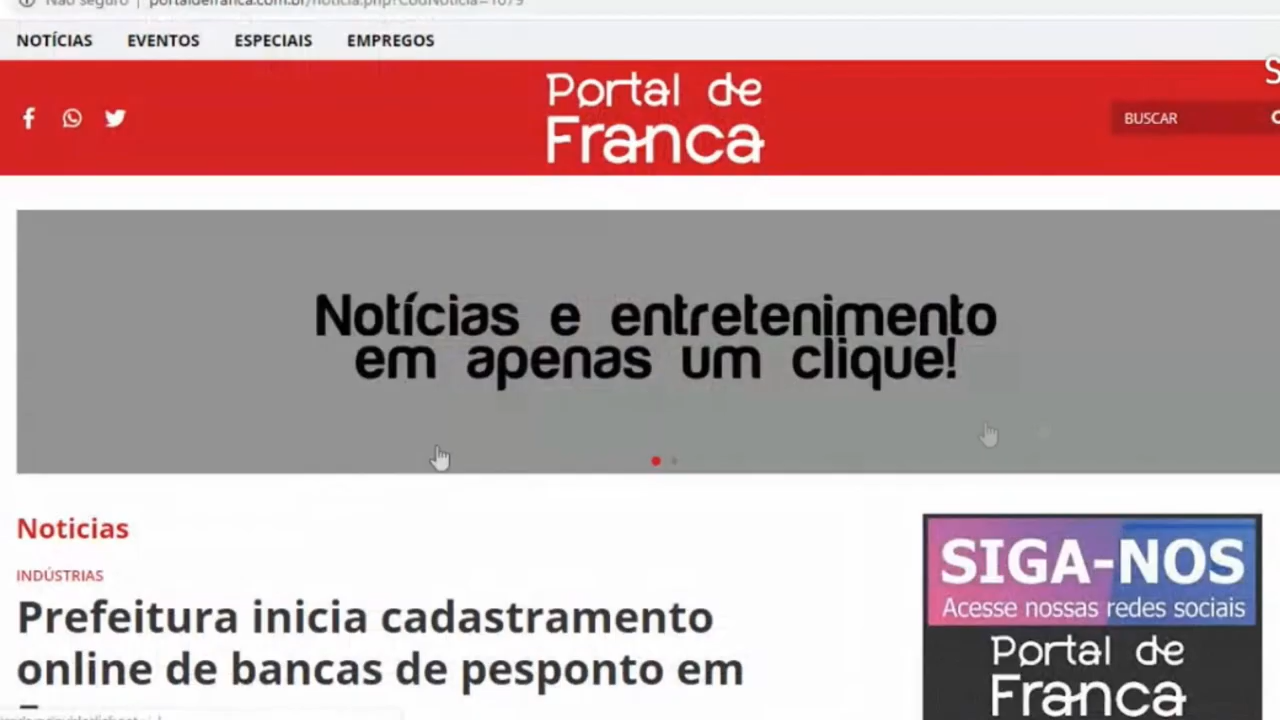 NOTÍCIAS EVENTOS ESPECIAIS EMPREGOS
Portal de
Franca
BUSCAR
Notícias e entretenimento
em apenas um clique!
Noticias
INDÚSTRIAS
Prefeitura inicia cadastramento
online de bancas de pesponto em
SIGA-NOS
Acesse nossas redes sociais
Portal de
Franca